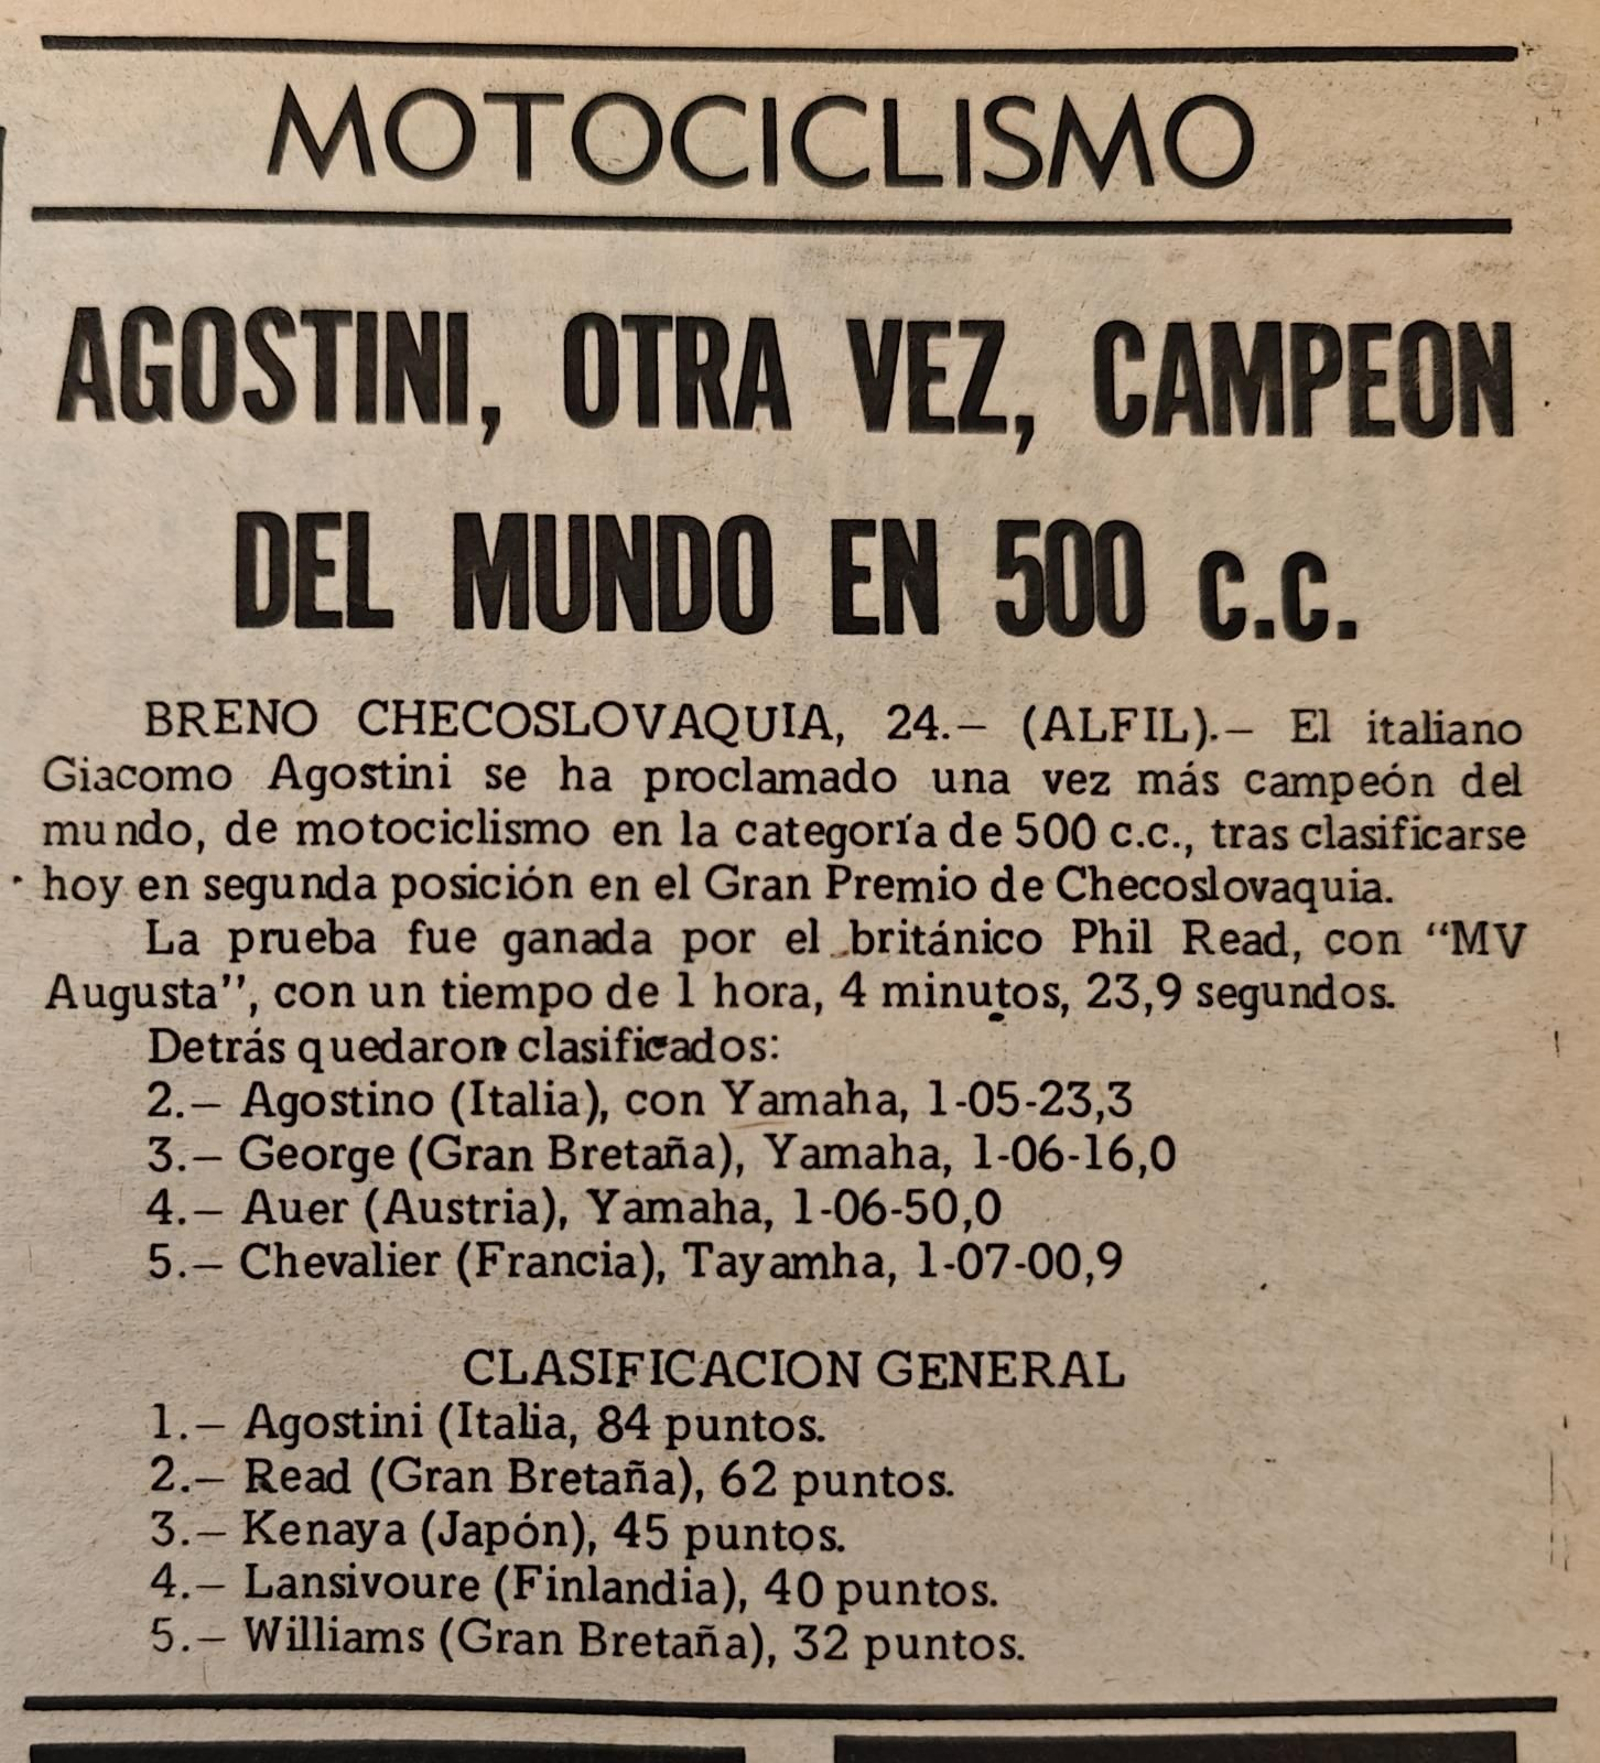 MOTOCICLISMO
AGOSTINI, OTRA VEZ, CAMPEON
DEL MUNDO EN 500 c.c.
BRENO CHECOSLOVAQUIA, 24.— (ALFIL).— El italiano
Giacomo Agostini se ha proclamado una vez más campeón del
mundo, de motociclismo en la categoría de 500 c.c., tras clasificarse
hoy en segunda posición en el Gran Premio de Checoslovaquia.
La prueba fue ganada por el británico Phil Read, con “MV
Augusta”, con un tiempo de 1 hora, 4 minutos, 23,9 segundos.
Detrás quedaron clasificados:
2.— Agostino (Italia), con Yamaha, 1-05-23,3
3.— George (Gran Bretaña), Yamaha, 1-06-16,0
4.— Auer (Austria), Yamaha, 1-06-50,0
5.— Chevalier (Francia), Tayamha, 1-07-00,9
CLASIFICACION GENERAL
1.— Agostini (Italia, 84 puntos.
2.— Read (Gran Bretaña), 62 puntos.
3.— Kenaya (Japón), 45 puntos.
4.— Lansivoure (Finlandia), 40 puntos.
5.— Williams (Gran Bretaña), 32 puntos.